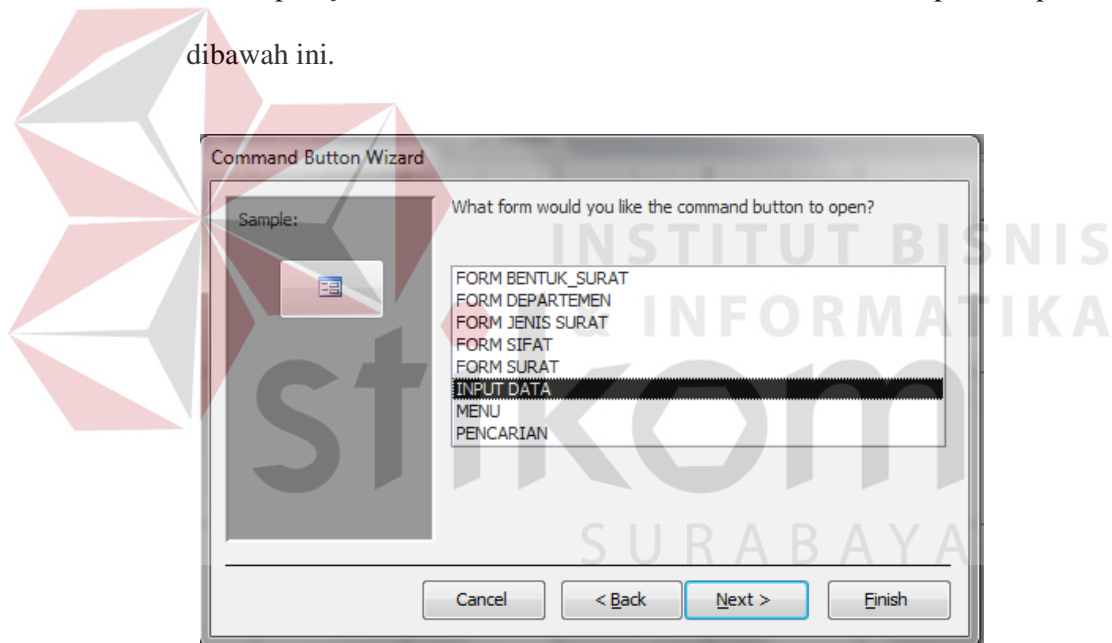 dibawah ini.
Command Button Wizard
Sample:
What form would you like the command button to open?
FORM BENTUK_SURAT
FORM DEPARTEMEN
FORM JENIS SURAT
FORM SIFAT
FORM SURAT
INPUT DATA
MENU
PENCARIAN
Cancel
< Back
Next >
Finish
INSTITUT BISNIS
& INFORMATIKA
stikom
SURABAYA